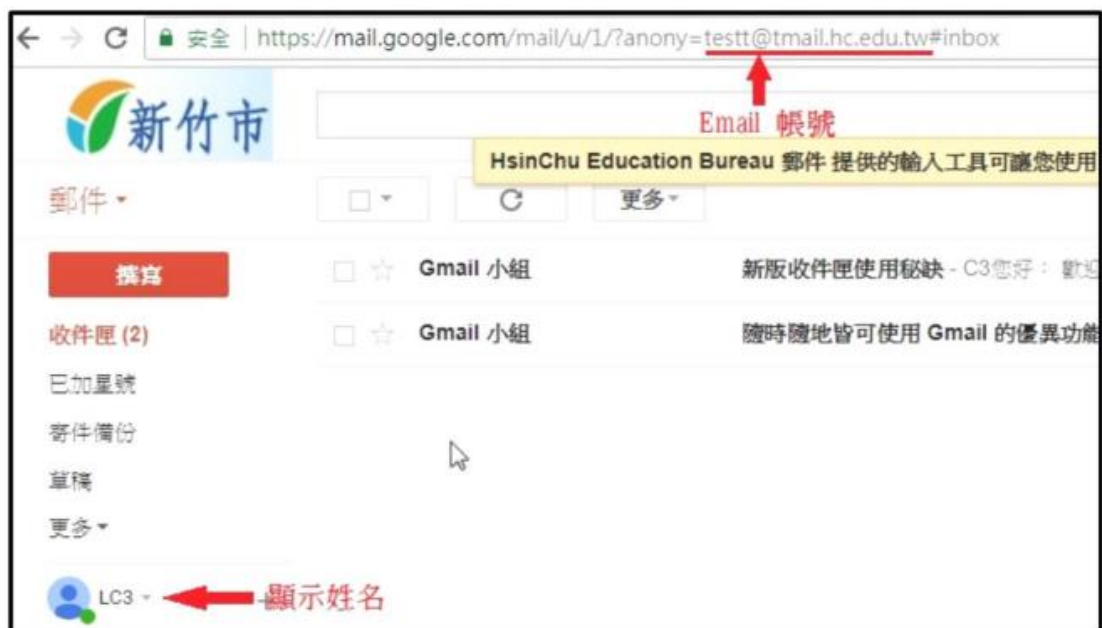 安全 | https://mail.google.com/mail/u/1/?anony=testt@tmail.hc.edu.tw#inbox
新竹市
Email 帳號
HsinChu Education Bureau 郵件 提供的輸入工具可讓您使用
郵件
更多
撰寫
Gmail 小組 新版收件匣使用秘訣 - C3您好： 歡迎
收件匣 (2)
Gmail 小組 隨時隨地皆可使用 Gmail 的優異功能
已加星號
寄件備份
草稿
更多
LC3
顯示姓名